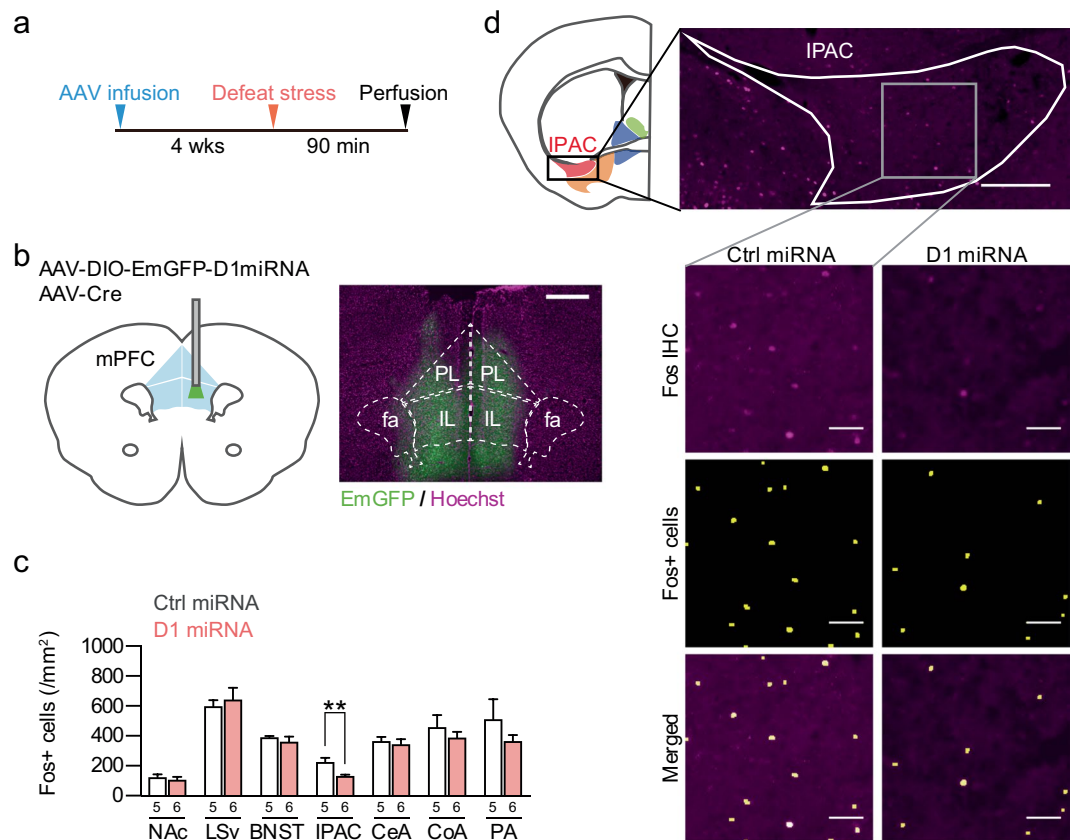 a
AAV infusion
Defeat stress
Perfusion
4 wks
90 min
b
AAV-DIO-EmGFP-D1miRNA
AAV-Cre
mPFC
PL PL
IL IL
fa fa
EmGFP / Hoechst
c
Ctrl miRNA
D1 miRNA
Fos+ cells (/mm²)
1000
800
600
400
200
0
**
5 6 5 6 5 6 5 6 5 6 5 6 5 6
NAc LSv BNST IPAC CeA CoA PA
d
IPAC
IPAC
Ctrl miRNA D1 miRNA
Fos IHC
Fos+ cells
Merged